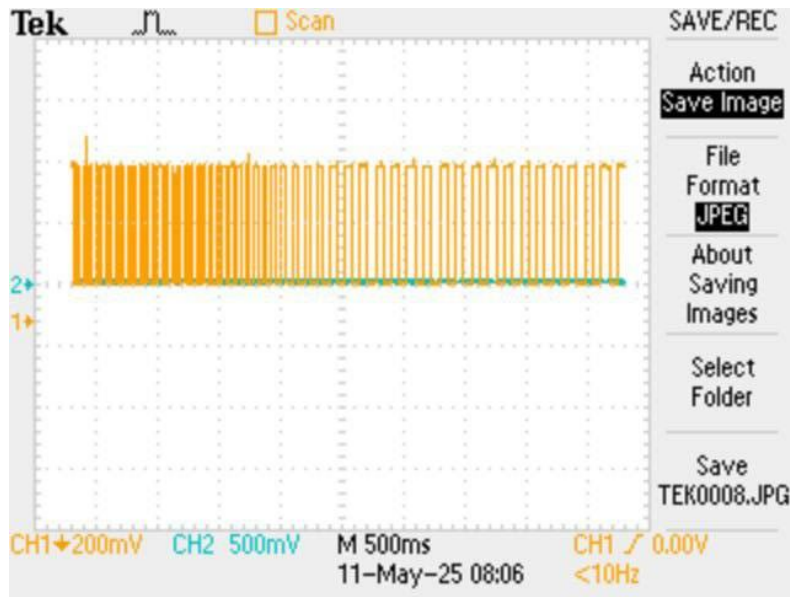 Tek Scan SAVE/REC
Action
Save Image
File
Format
JPEG
About
Saving
Images
Select
Folder
Save
TEK0008.JPG
2
1
CH1 200mV CH2 500mV M 500ms CH1 0.00V
11-May-25 08:06 <10Hz